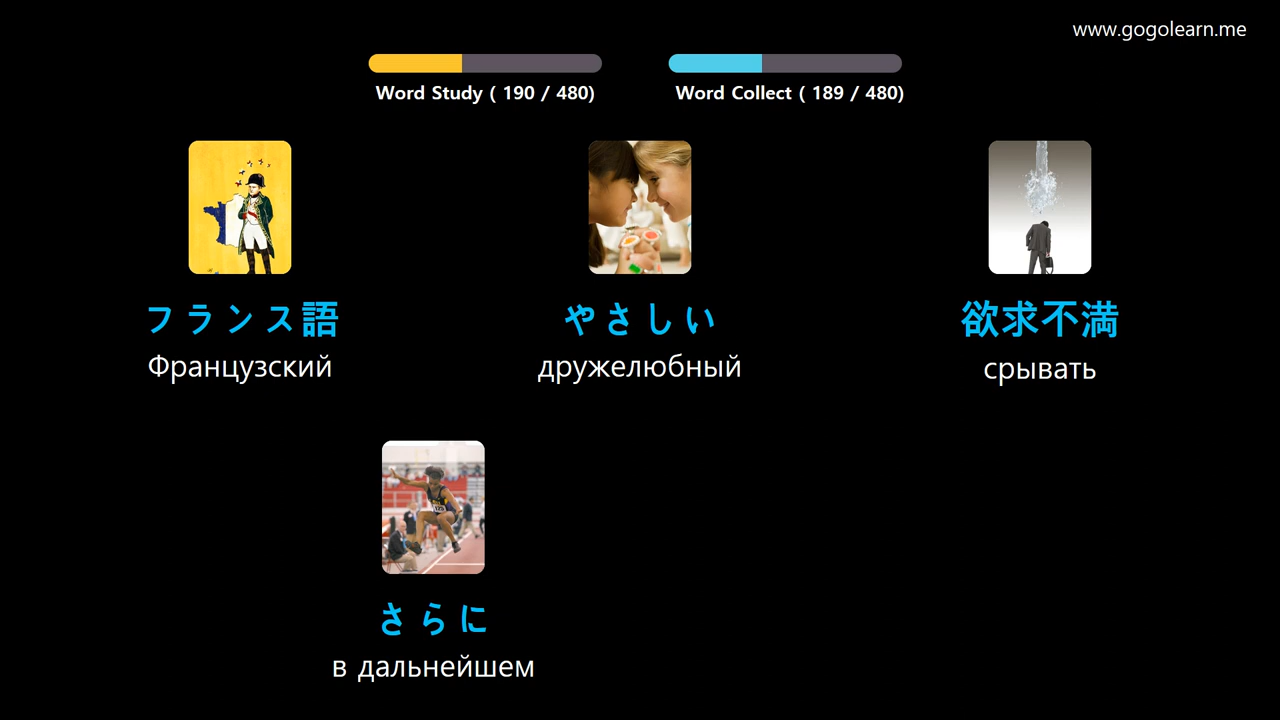 www.gogolearn.me
Word Study ( 190 / 480)
Word Collect ( 189 / 480)
フランス語
Французский
やさしい
дружелюбный
欲求不満
срывать
さらに
в дальнейшем